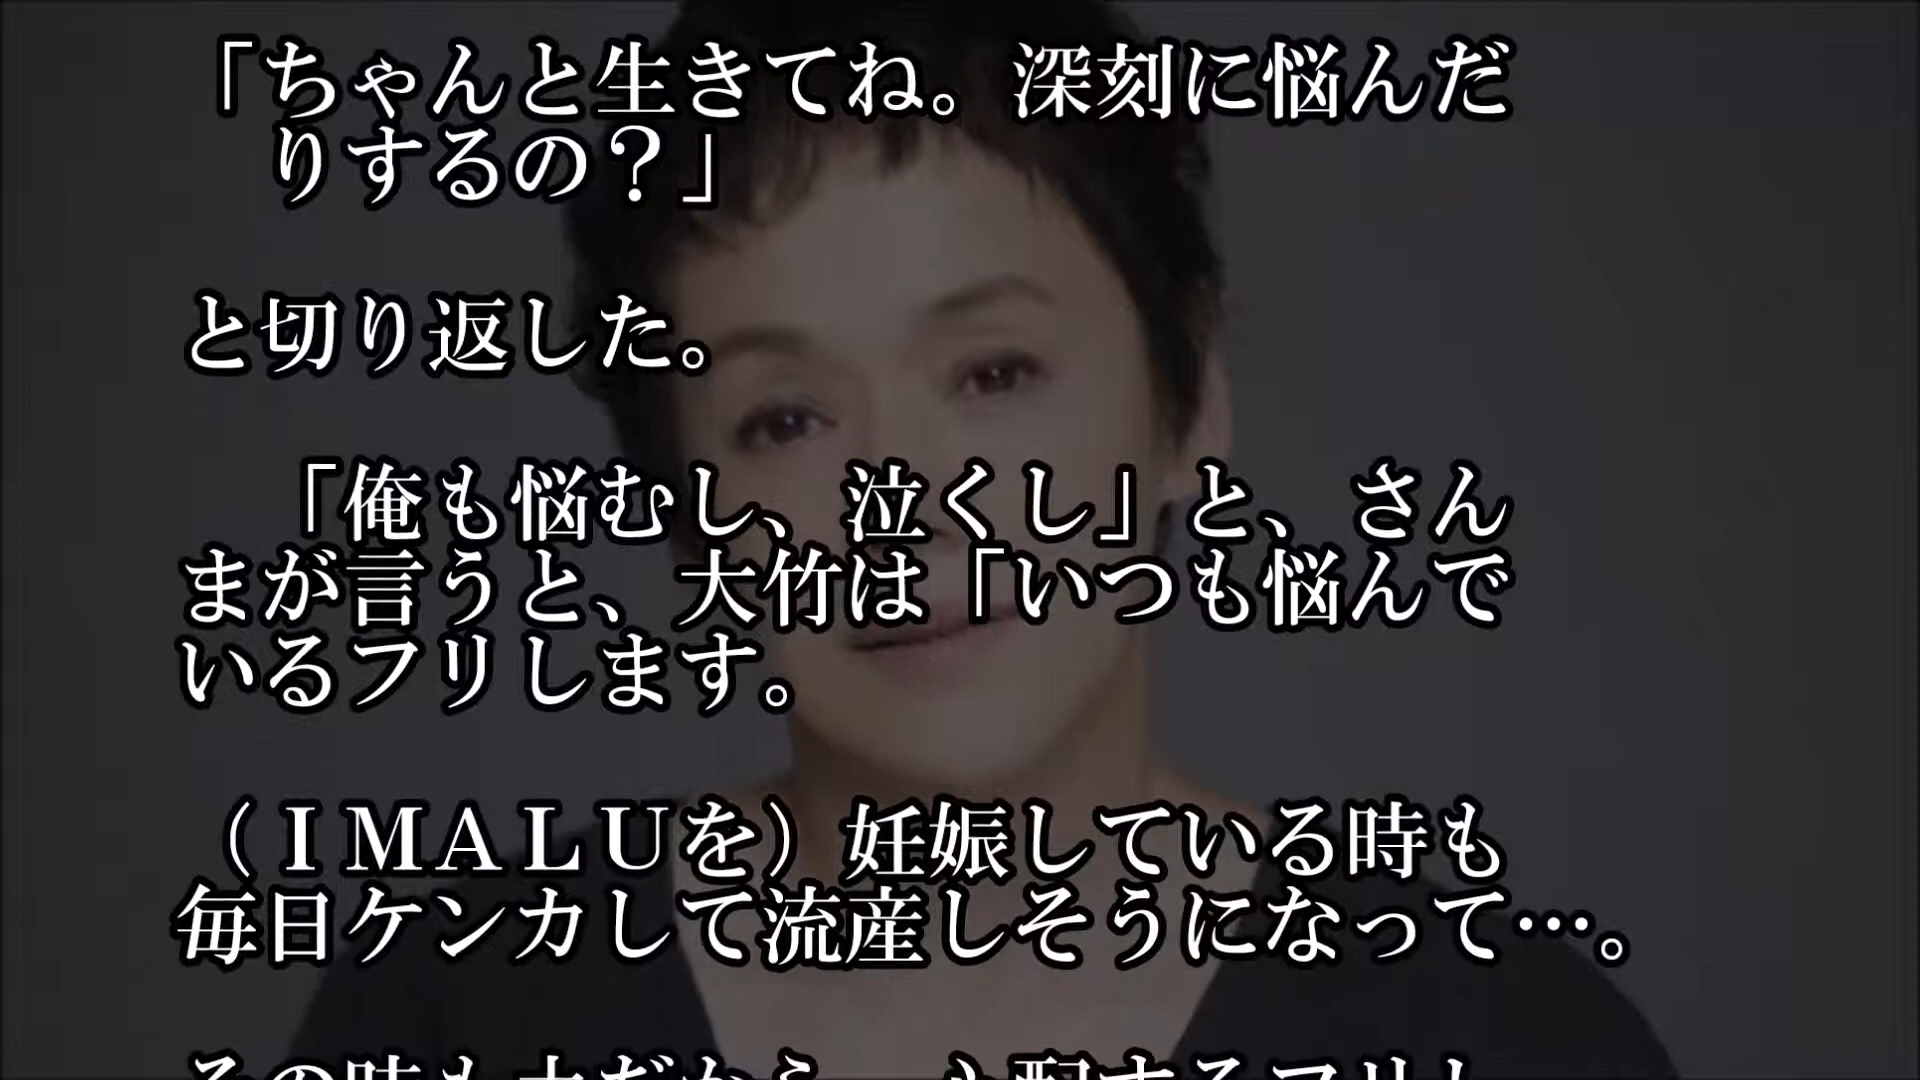 「ちゃんと生きてね。深刻に悩んだ
りするの？」
と切り返した。
「俺も悩むし、泣くし」と、さん
まが言うと、大竹は「いつも悩んで
いるフリします。
（ＩＭＡＬＵを）妊娠している時も
毎日ケンカして流産しそうになって…。